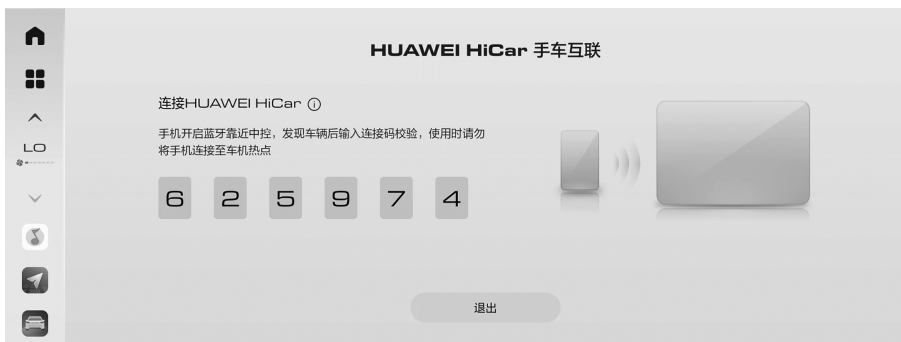 HUAWEI HiCar 手车互联
连接HUAWEI HiCar
手机开启蓝牙靠近中控，发现车辆后输入连接码校验，使用时请勿
将手机连接至车机热点
LO
6 2 5 9 7 4
退出